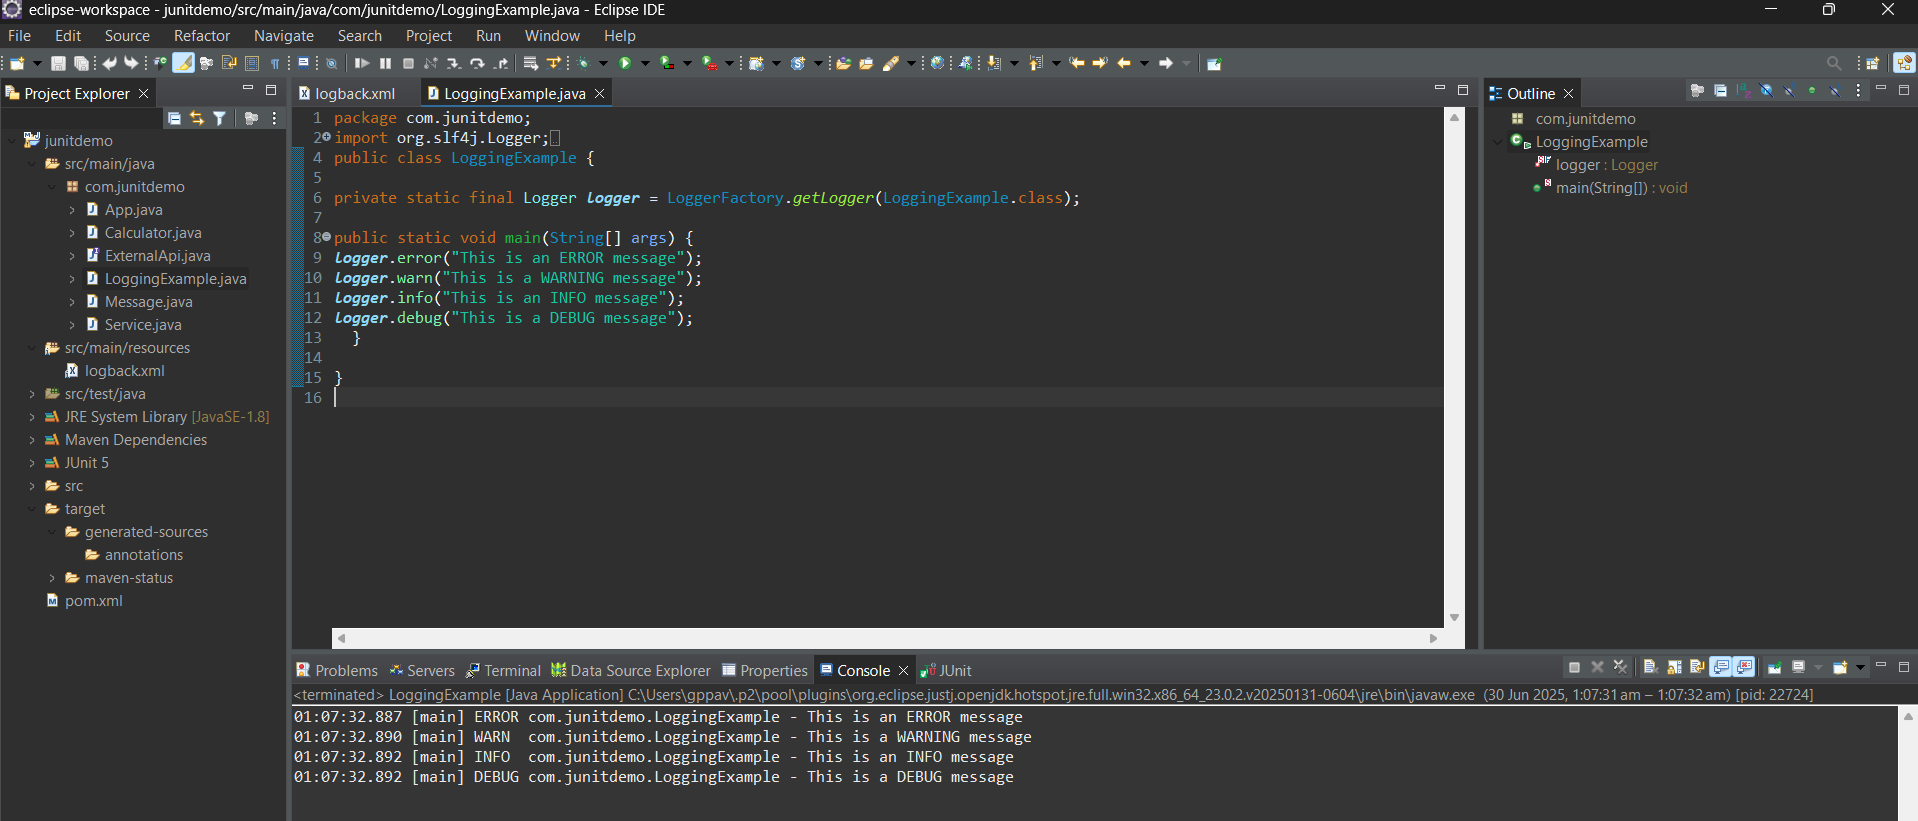 eclipse-workspace - junitdemo/src/main/java/com/junitdemo/LoggingExample.java - Eclipse IDE
File Edit Source Refactor Navigate Search Project Run Window Help
Project Explorer
junitdemo
src/main/java
com.junitdemo
App.java
Calculator.java
ExternalApi.java
LoggingExample.java
Message.java
Service.java
src/main/resources
logback.xml
src/test/java
JRE System Library [JavaSE-1.8]
Maven Dependencies
JUnit 5
src
target
generated-sources
annotations
maven-status
pom.xml
logback.xml LoggingExample.java
1 package com.junitdemo;
2 import org.slf4j.Logger;
4 public class LoggingExample {
5
6 private static final Logger logger = LoggerFactory.getLogger(LoggingExample.class);
7
8 public static void main(String[] args) {
9 logger.error("This is an ERROR message");
10 logger.warn("This is a WARNING message");
11 logger.info("This is an INFO message");
12 logger.debug("This is a DEBUG message");
13 }
14
15 }
16
Outline
com.junitdemo
LoggingExample
logger : Logger
main(String[]) : void
Problems Servers Terminal Data Source Explorer Properties Console JUnit
<terminated> LoggingExample [Java Application] C:\Users\gppav\.p2\pool\plugins\org.eclipse.justj.openjdk.hotspot.jre.full.win32.x86_64_23.0.2.v20250131-0604\jre\bin\javaw.exe (30 Jun 2025, 1:07:31 am – 1:07:32 am) [pid: 22724]
01:07:32.887 [main] ERROR com.junitdemo.LoggingExample - This is an ERROR message
01:07:32.890 [main] WARN  com.junitdemo.LoggingExample - This is a WARNING message
01:07:32.892 [main] INFO  com.junitdemo.LoggingExample - This is an INFO message
01:07:32.892 [main] DEBUG com.junitdemo.LoggingExample - This is a DEBUG message